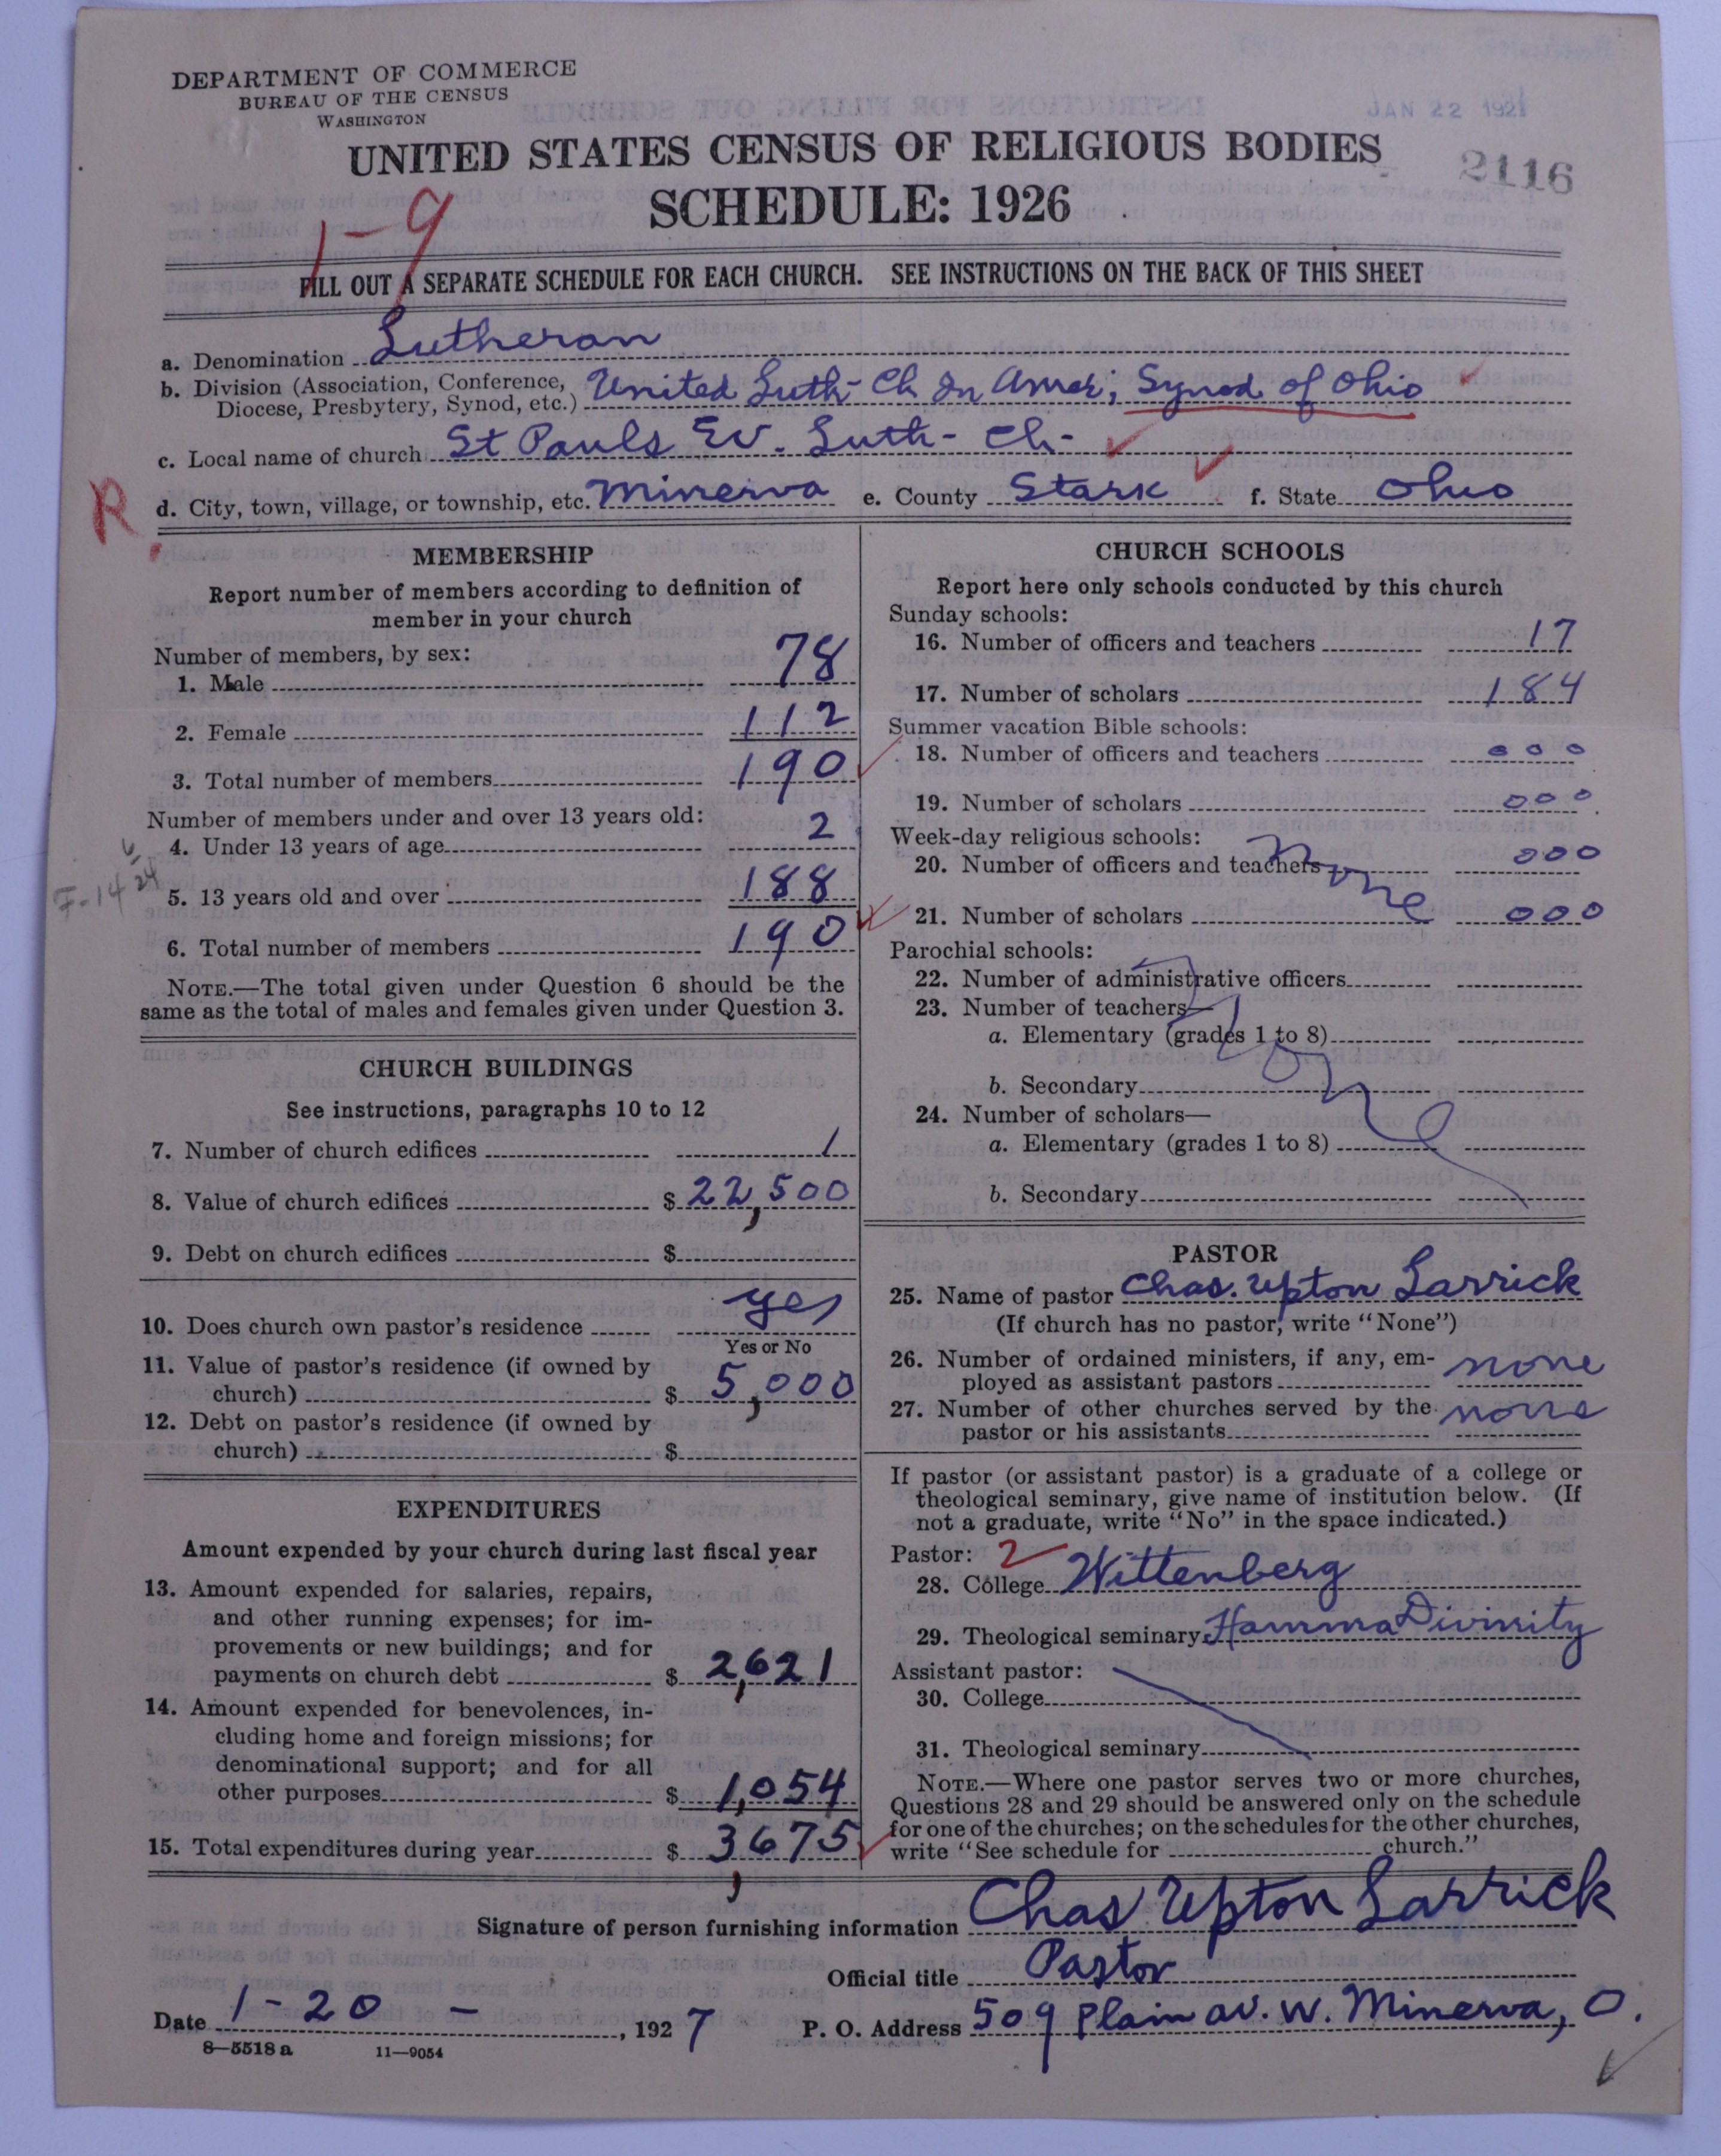 DEPARTMENT OF COMMERCE
BUREAU OF THE CENSUS
WASHINGTON
JAN 22 192
UNITED STATES CENSUS OF RELIGIOUS BODIES
2116
SCHEDULE: 1926
1-9
FILL OUT A SEPARATE SCHEDULE FOR EACH CHURCH. SEE INSTRUCTIONS ON THE BACK OF THIS SHEET
a. Denomination Lutheran
b. Division (Association, Conference, Diocese, Presbytery, Synod, etc.) United Luth- Ch In Amer; Synod of Ohio
c. Local name of church St Pauls Ev. Luth- Ch-
R
d. City, town, village, or township, etc. Minerva e. County Stark f. State Ohio
MEMBERSHIP
Report number of members according to definition of
member in your church
Number of members, by sex:
1. Male 78
2. Female 112
3. Total number of members 190
Number of members under and over 13 years old:
4. Under 13 years of age 2
F-14 24
5. 13 years old and over 188
6. Total number of members 190
NOTE.—The total given under Question 6 should be the
same as the total of males and females given under Question 3.
CHURCH BUILDINGS
See instructions, paragraphs 10 to 12
7. Number of church edifices 1
8. Value of church edifices $ 22,500
9. Debt on church edifices $
10. Does church own pastor's residence yes
Yes or No
11. Value of pastor's residence (if owned by
church) $ 5,000
12. Debt on pastor's residence (if owned by
church) $
EXPENDITURES
Amount expended by your church during last fiscal year
13. Amount expended for salaries, repairs,
and other running expenses; for im-
provements or new buildings; and for
payments on church debt $ 2,621
14. Amount expended for benevolences, in-
cluding home and foreign missions; for
denominational support; and for all
other purposes $ 1,054
15. Total expenditures during year $ 3,675
CHURCH SCHOOLS
Report here only schools conducted by this church
Sunday schools:
16. Number of officers and teachers 17
17. Number of scholars 184
Summer vacation Bible schools:
18. Number of officers and teachers 000
19. Number of scholars 000
Week-day religious schools:
20. Number of officers and teachers 000
None
21. Number of scholars 000
Parochial schools:
22. Number of administrative officers
23. Number of teachers—
a. Elementary (grades 1 to 8)
None
b. Secondary
24. Number of scholars—
a. Elementary (grades 1 to 8)
b. Secondary
PASTOR
25. Name of pastor Chas. Upton Larrick
(If church has no pastor, write "None")
26. Number of ordained ministers, if any, em-
ployed as assistant pastors none
27. Number of other churches served by the
pastor or his assistants none
If pastor (or assistant pastor) is a graduate of a college or
theological seminary, give name of institution below. (If
not a graduate, write "No" in the space indicated.)
Pastor: 2
28. College Wittenberg
29. Theological seminary Hamma Divinity
Assistant pastor:
30. College
31. Theological seminary
NOTE.—Where one pastor serves two or more churches,
Questions 28 and 29 should be answered only on the schedule
for one of the churches; on the schedules for the other churches,
write "See schedule for church."
Signature of person furnishing information Chas Upton Larrick
Official title Pastor
Date 1-20-, 1927 P. O. Address 509 Plain av. W. Minerva, O.
8—5518 a 11—9054